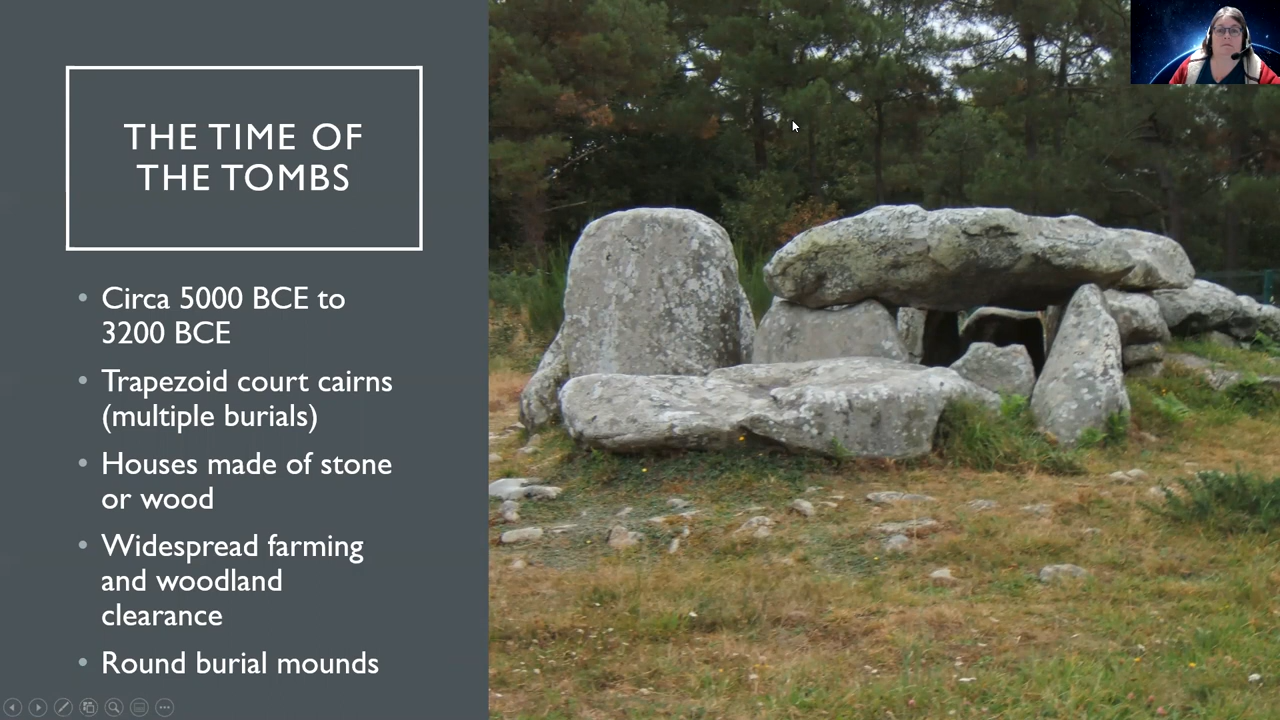 THE TIME OF
THE TOMBS
• Circa 5000 BCE to
3200 BCE
• Trapezoid court cairns
(multiple burials)
• Houses made of stone
or wood
• Widespread farming
and woodland
clearance
• Round burial mounds